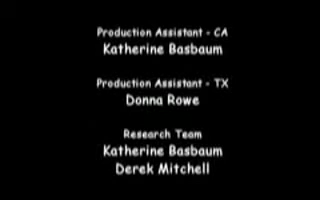 Production Assistant - CA
Katherine Basbaum
Production Assistant - TX
Donna Rowe
Research Team
Katherine Basbaum
Derek Mitchell